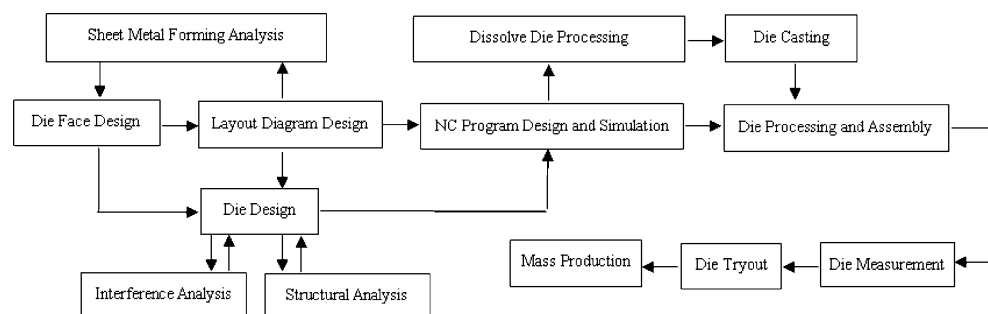 Sheet Metal Forming Analysis
Dissolve Die Processing
Die Casting
Die Face Design
Layout Diagram Design
NC Program Design and Simulation
Die Processing and Assembly
Die Design
Mass Production
Die Tryout
Die Measurement
Interference Analysis
Structural Analysis